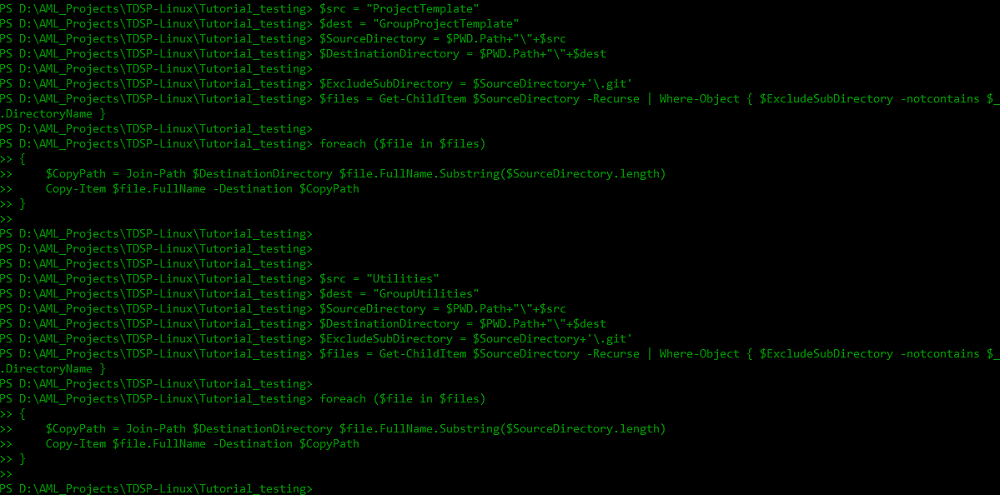 PS D:\AML_Projects\TDSP-Linux\Tutorial_testing> $src = "ProjectTemplate"
PS D:\AML_Projects\TDSP-Linux\Tutorial_testing> $dest = "GroupProjectTemplate"
PS D:\AML_Projects\TDSP-Linux\Tutorial_testing> $SourceDirectory = $PWD.Path+"\"+$src
PS D:\AML_Projects\TDSP-Linux\Tutorial_testing> $DestinationDirectory = $PWD.Path+"\"+$dest
PS D:\AML_Projects\TDSP-Linux\Tutorial_testing>
PS D:\AML_Projects\TDSP-Linux\Tutorial_testing> $ExcludeSubDirectory = $SourceDirectory+'\.git'
PS D:\AML_Projects\TDSP-Linux\Tutorial_testing> $files = Get-ChildItem $SourceDirectory -Recurse | Where-Object { $ExcludeSubDirectory -notcontains $_
.DirectoryName }
PS D:\AML_Projects\TDSP-Linux\Tutorial_testing>
PS D:\AML_Projects\TDSP-Linux\Tutorial_testing> foreach ($file in $files)
>> {
>>     $CopyPath = Join-Path $DestinationDirectory $file.FullName.Substring($SourceDirectory.length)
>>     Copy-Item $file.FullName -Destination $CopyPath
>> }
>>
PS D:\AML_Projects\TDSP-Linux\Tutorial_testing>
PS D:\AML_Projects\TDSP-Linux\Tutorial_testing>
PS D:\AML_Projects\TDSP-Linux\Tutorial_testing>
PS D:\AML_Projects\TDSP-Linux\Tutorial_testing> $src = "Utilities"
PS D:\AML_Projects\TDSP-Linux\Tutorial_testing> $dest = "GroupUtilities"
PS D:\AML_Projects\TDSP-Linux\Tutorial_testing> $SourceDirectory = $PWD.Path+"\"+$src
PS D:\AML_Projects\TDSP-Linux\Tutorial_testing> $DestinationDirectory = $PWD.Path+"\"+$dest
PS D:\AML_Projects\TDSP-Linux\Tutorial_testing> $ExcludeSubDirectory = $SourceDirectory+'\.git'
PS D:\AML_Projects\TDSP-Linux\Tutorial_testing> $files = Get-ChildItem $SourceDirectory -Recurse | Where-Object { $ExcludeSubDirectory -notcontains $_
.DirectoryName }
PS D:\AML_Projects\TDSP-Linux\Tutorial_testing>
PS D:\AML_Projects\TDSP-Linux\Tutorial_testing> foreach ($file in $files)
>> {
>>     $CopyPath = Join-Path $DestinationDirectory $file.FullName.Substring($SourceDirectory.length)
>>     Copy-Item $file.FullName -Destination $CopyPath
>> }
>>
PS D:\AML_Projects\TDSP-Linux\Tutorial_testing>